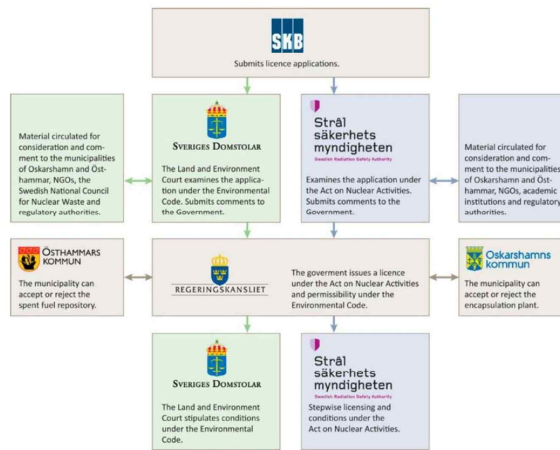 SKB
Submits licence applications.
Material circulated for
consideration and com-
ment to the municipalities
of Oskarshamn and Öst-
hammar, NGOs, the
Swedish National Council
for Nuclear Waste and
regulatory authorities.
SVERIGES DOMSTOLAR
The Land and Environment
Court examines the applica-
tion under the Environmental
Code. Submits comments to
the Government.
Strål
säkerhets
myndigheten
Swedish Radiation Safety Authority
Examines the application under
the Act on Nuclear Activities.
Submits comments to the
Government.
Material circulated for
consideration and com-
ment to the municipalities
of Oskarshamn and Öst-
hammar, NGOs, academic
institutions and regulatory
authorities.
ÖSTHAMMARS
KOMMUN
The municipality can
accept or reject the
spent fuel repository.
REGERINGSKANSLIET
The goverment issues a licence
under the Act on Nuclear Activities
and permissibility under the
Environmental Code.
Oskarshamns
kommun
The municipality can
accept or reject the
encapsulation plant.
SVERIGES DOMSTOLAR
The Land and Environment
Court stipulates conditions
under the Environmental
Code.
Strål
säkerhets
myndigheten
Swedish Radiation Safety Authority
Stepwise licensing and
conditions under the
Act on Nuclear Activities.